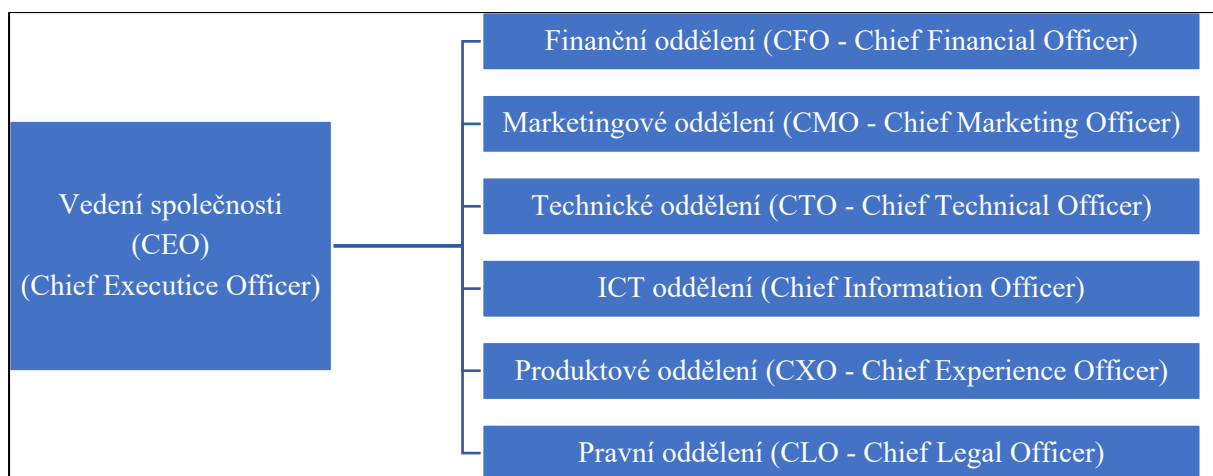 Finanční oddělení (CFO - Chief Financial Officer)
Marketingové oddělení (CMO - Chief Marketing Officer)
Vedení společnosti
(CEO)
(Chief Executice Officer)
Technické oddělení (CTO - Chief Technical Officer)
ICT oddělení (Chief Information Officer)
Produktové oddělení (CXO - Chief Experience Officer)
Pravní oddělení (CLO - Chief Legal Officer)